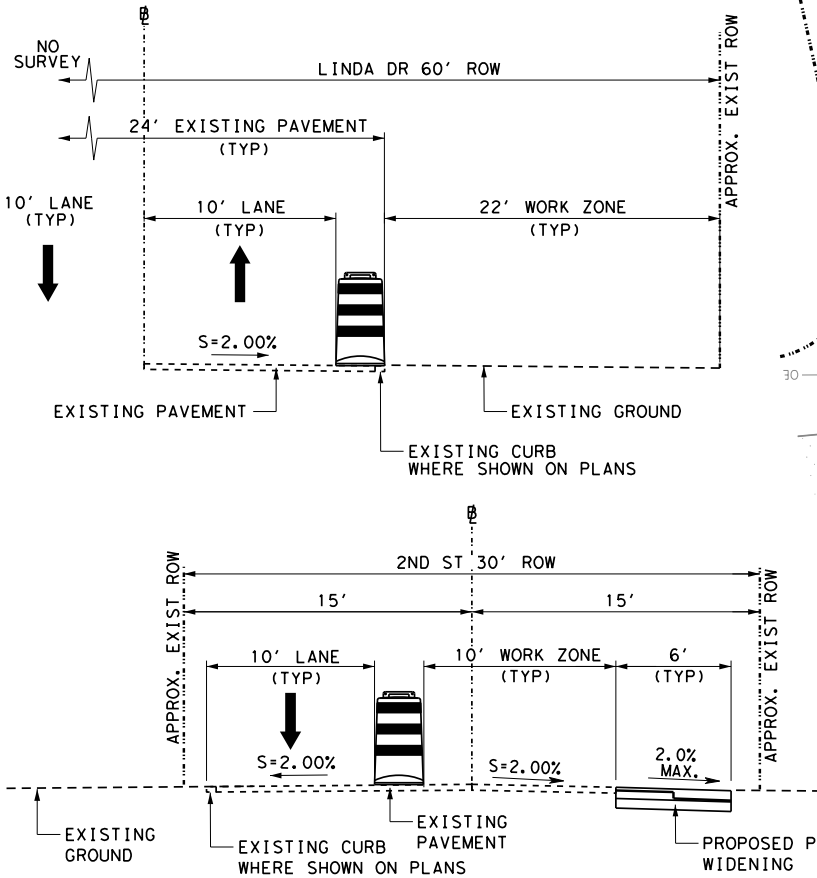 NO
SURVEY
LINDA DR 60' ROW
APPROX. EXIST ROW
24' EXISTING PAVEMENT
(TYP)
10' LANE
(TYP)
10' LANE
(TYP)
22' WORK ZONE
(TYP)
S=2.00%
EXISTING PAVEMENT
EXISTING GROUND
EXISTING CURB
WHERE SHOWN ON PLANS
30
2ND ST 30' ROW
APPROX. EXIST ROW
15'
15'
APPROX. EXIST ROW
10' LANE
(TYP)
10' WORK ZONE
(TYP)
6'
(TYP)
S=2.00%
S=2.00%
2.0%
MAX.
EXISTING
GROUND
EXISTING CURB
WHERE SHOWN ON PLANS
EXISTING
PAVEMENT
PROPOSED P
WIDENING